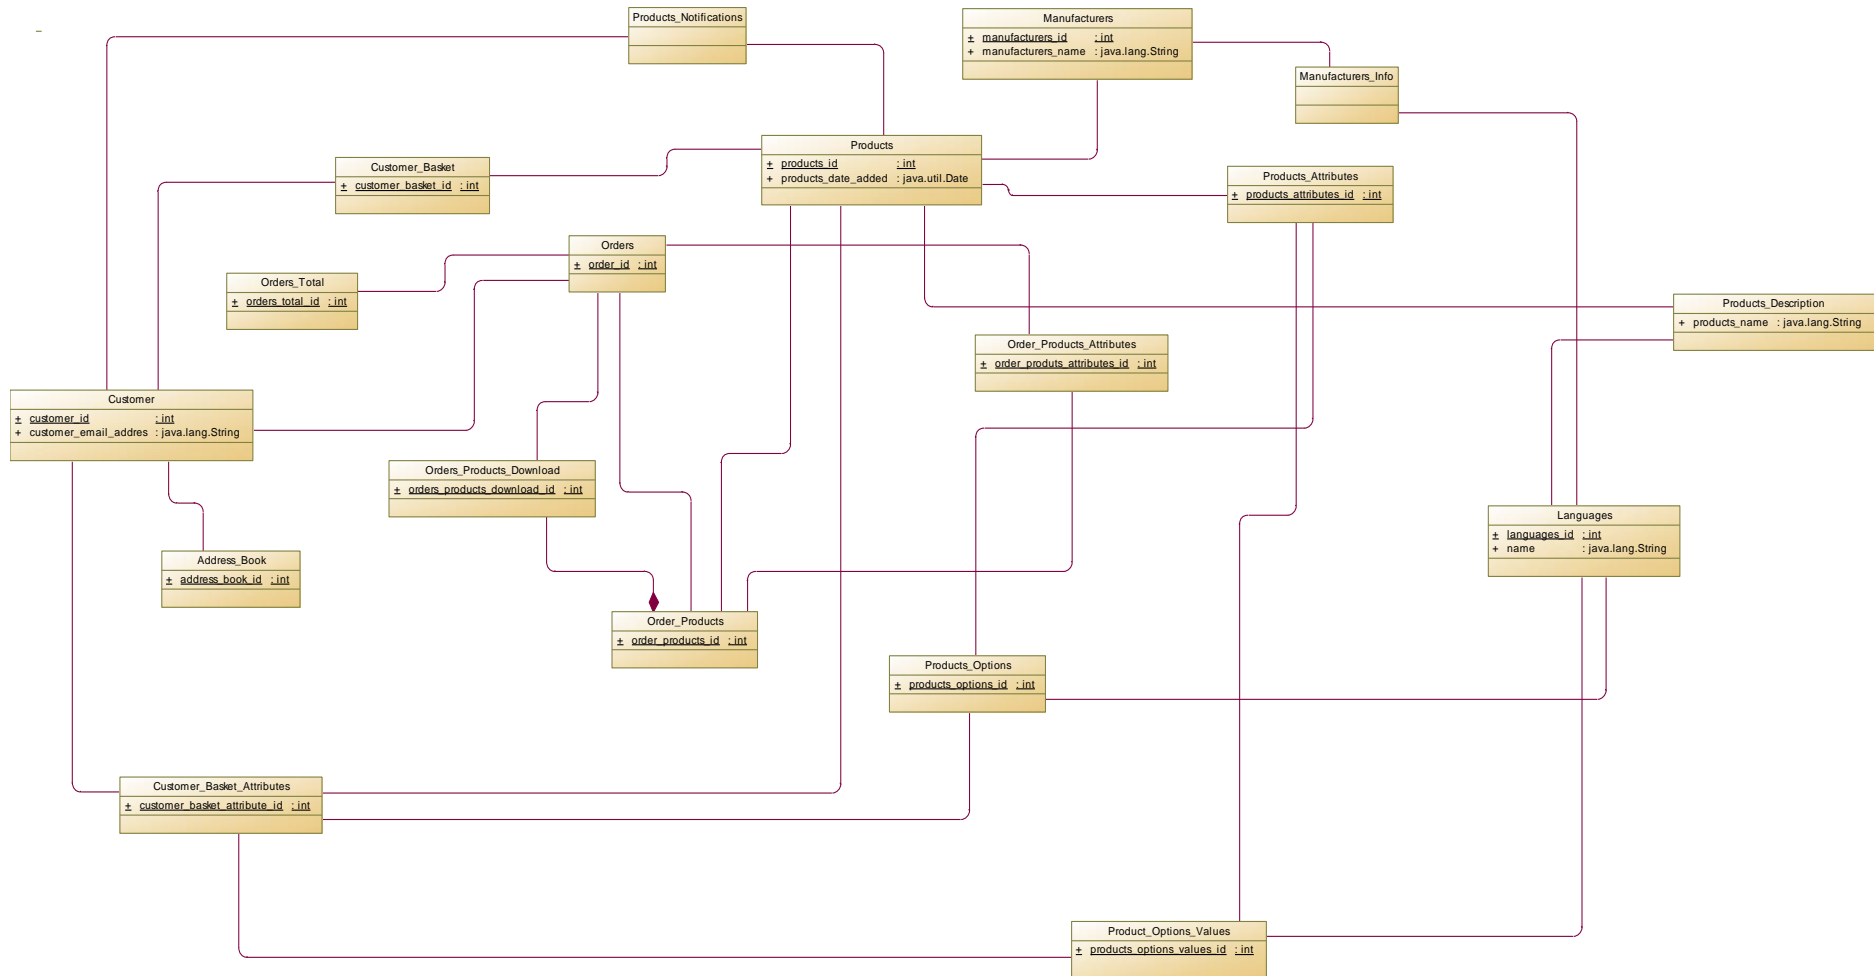 Products_Notifications
Manufacturers
+ manufacturers_id : int
+ manufacturers_name : java.lang.String
Manufacturers_Info
Products
+ products_id : int
+ products_date_added : java.util.Date
Customer_Basket
+ customer_basket_id : int
Products_Attributes
+ products_attributes_id : int
Orders
+ order_id : int
Orders_Total
+ orders_total_id : int
Products_Description
+ products_name : java.lang.String
Order_Products_Attributes
+ order_produts_attributes_id : int
Customer
+ customer_id : int
+ customer_email_addres : java.lang.String
Orders_Products_Download
+ orders_products_download_id : int
Languages
+ languages_id : int
+ name : java.lang.String
Address_Book
+ address_book_id : int
Order_Products
+ order_products_id : int
Products_Options
+ products_options_id : int
Customer_Basket_Attributes
+ customer_basket_attribute_id : int
Product_Options_Values
+ products_options_values_id : int